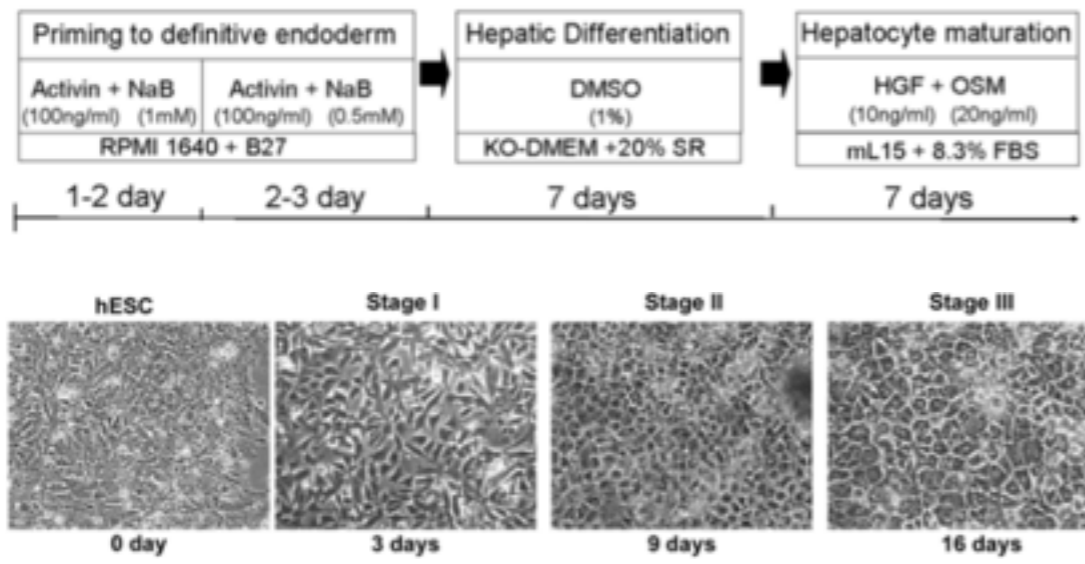 Priming to definitive endoderm
Activin + NaB
(100ng/ml) (1mM)
Activin + NaB
(100ng/ml) (0.5mM)
RPMI 1640 + B27
Hepatic Differentiation
DMSO
(1%)
KO-DMEM +20% SR
Hepatocyte maturation
HGF + OSM
(10ng/ml) (20ng/ml)
mL15 + 8.3% FBS
1-2 day
2-3 day
7 days
7 days
hESC
Stage I
Stage II
Stage III
0 day
3 days
9 days
16 days